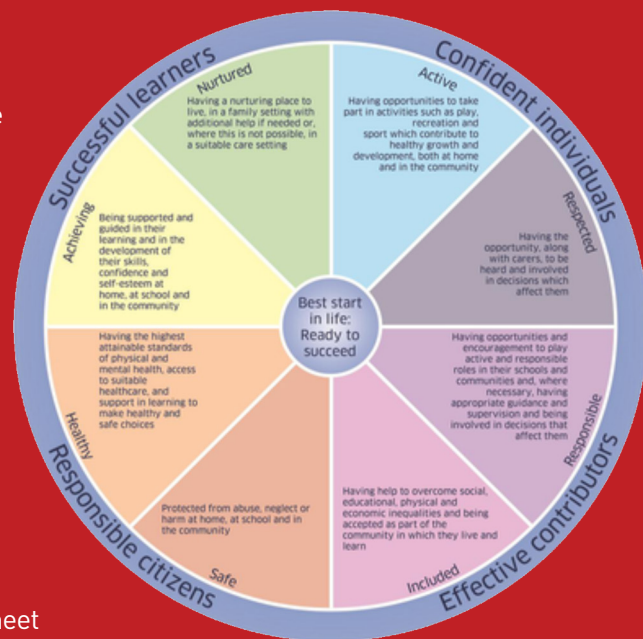 Successful learners
Confident individuals
Nurtured
Having a nurturing place to
live, in a family setting with
additional help if needed or,
where this is not possible, in
a suitable care setting
Active
Having opportunities to take
part in activities such as play,
recreation and
sport which contribute to
healthy growth and
development, both at home
and in the community
Achieving
Being supported and
guided in their
learning and in the
development of
their skills,
confidence and
self-esteem at
home, at school and
in the community
Respected
Having the
opportunity, along
with carers, to be
heard and involved
in decisions which
affect them
Best start
in life:
Ready to
succeed
Healthy
Having the highest
attainable standards
of physical and
mental health, access
to suitable
healthcare, and
support in learning to
make healthy and
safe choices
Responsible
Having opportunities and
encouragement to play
active and responsible
roles in their schools and
communities and, where
necessary, having
appropriate guidance and
supervision and being
involved in decisions that
affect them
Protected from abuse, neglect or
harm at home, at school and in
the community
Safe
Having help to overcome social,
educational, physical and
economic inequalities and being
accepted as part of the
community in which they live and
learn
Included
Responsible citizens
Effective contributors